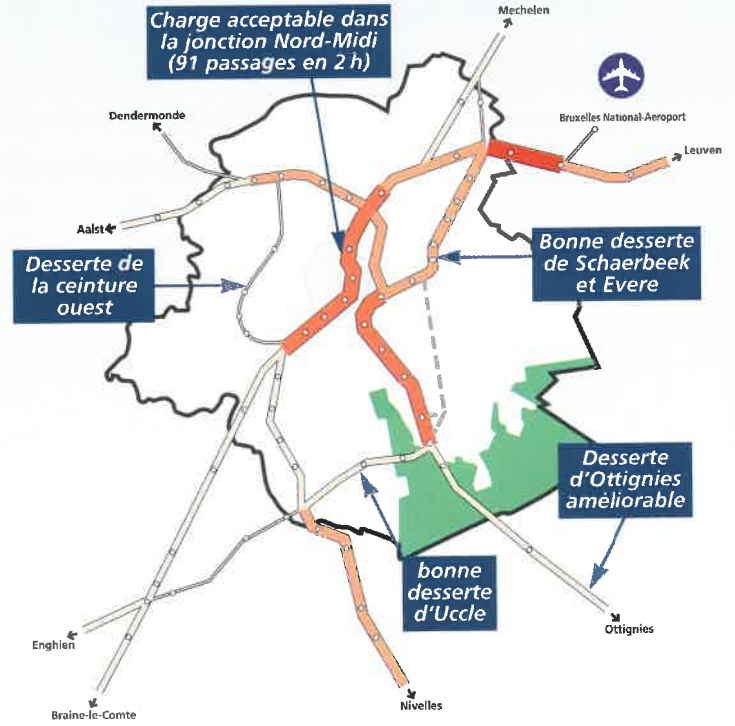 Charge acceptable dans
la jonction Nord-Midi
(91 passages en 2 h)
Mechelen
Dendermonde
Bruxelles National-Aeroport
Leuven
Aalst
Desserte de
la ceinture
ouest
Bonne desserte
de Schaerbeek
et Evere
Desserte
d'Ottignies
améliorable
bonne
desserte
d'Uccle
Enghien
Ottignies
Nivelles
Braine-le-Comte